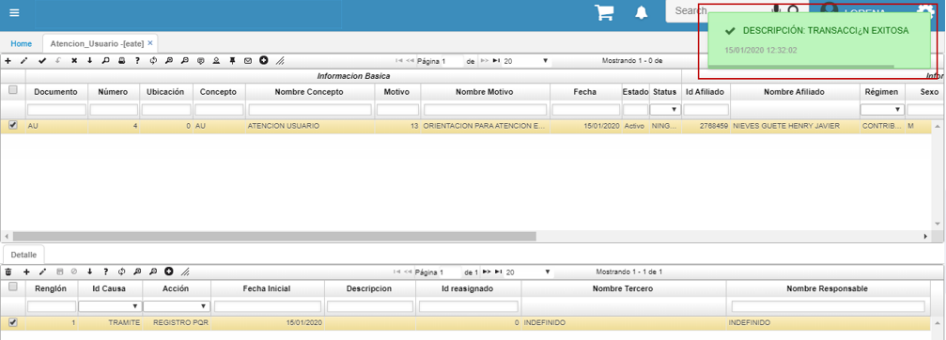 Search
LORENA
DESCRIPCIÓN: TRANSACCI¿N EXITOSA
15/01/2020 12:32:02
Home Atencion_Usuario -[eate] ×
Página 1 de 20 Mostrando 1 - 0 de
Informacion Basica Infor
Documento Número Ubicación Concepto Nombre Concepto Motivo Nombre Motivo Fecha Estado Status Id Afiliado Nombre Afiliado Régimen Sexo
AU 4 0 AU ATENCION USUARIO 13 ORIENTACION PARA ATENCION E... 15/01/2020 Activo NING... 2768459 NIEVES GUETE HENRY JAVIER CONTRIB... M
Detalle
Página 1 de 1 20 Mostrando 1 - 1 de 1
Renglón Id Causa Acción Fecha Inicial Descripcion Id reasignado Nombre Tercero Nombre Responsable
1 TRAMITE REGISTRO PQR 15/01/2020 0 INDEFINIDO INDEFINIDO